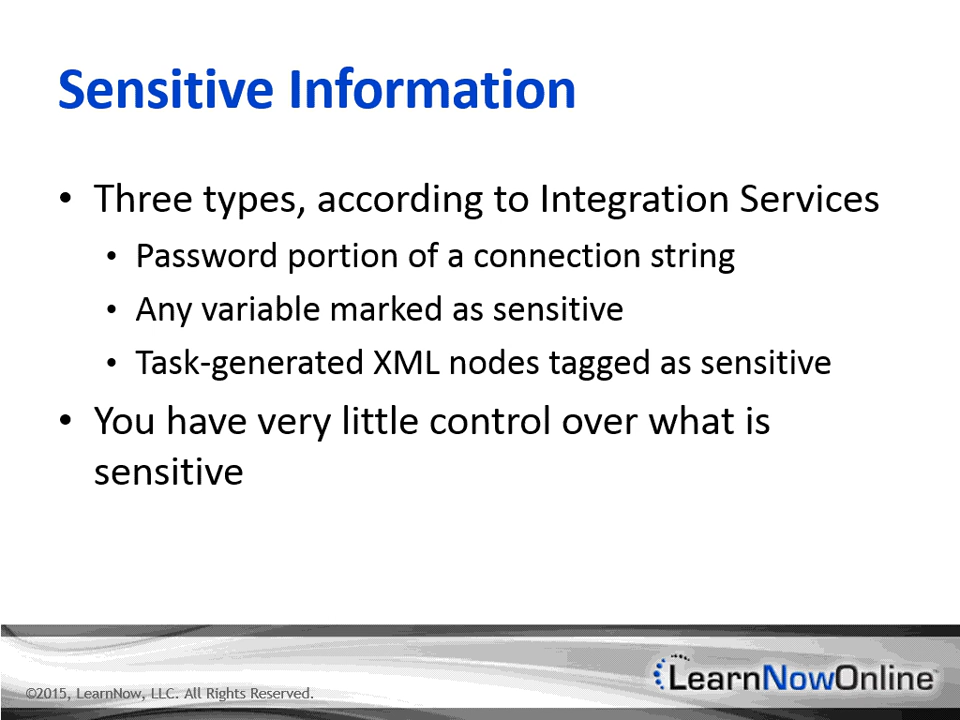 Sensitive Information
• Three types, according to Integration Services
• Password portion of a connection string
• Any variable marked as sensitive
• Task-generated XML nodes tagged as sensitive
• You have very little control over what is
sensitive
©2015, LearnNow, LLC. All Rights Reserved.
LearnNowOnline